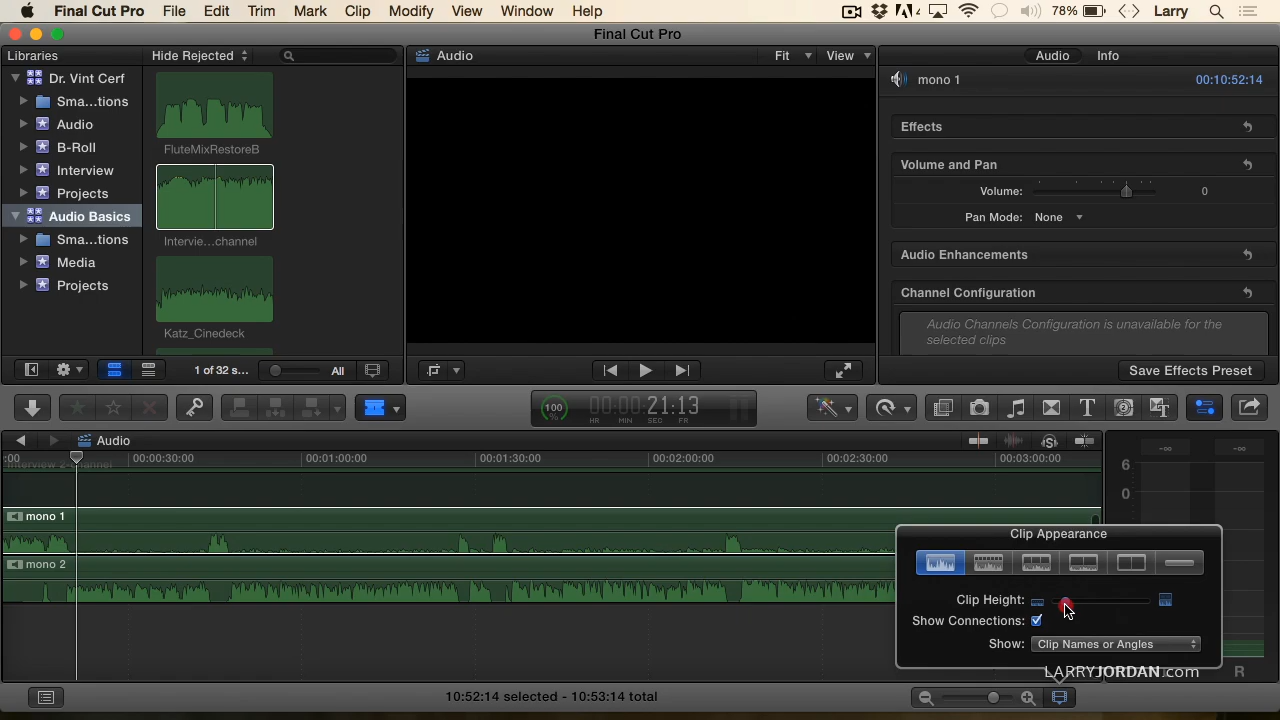 Final Cut Pro File Edit Trim Mark Clip Modify View Window Help 78% Larry
Final Cut Pro
Libraries Hide Rejected Audio Fit View Audio Info
Dr. Vint Cerf
Sma...tions
Audio
B-Roll
Interview
Projects
Audio Basics
Sma...tions
Media
Projects
FluteMixRestoreB
Intervie...channel
Katz_Cinedeck
1 of 32 s... All
mono 1 00:10:52:14
Effects
Volume and Pan
Volume: 0
Pan Mode: None
Audio Enhancements
Channel Configuration
Audio Channels Configuration is unavailable for the
selected clips
Save Effects Preset
100 % 00:00:21:13
HR MIN SEC FR
Audio
:00 00:00:30:00 00:01:00:00 00:01:30:00 00:02:00:00 00:02:30:00 00:03:00:00
Interview 2-channel
mono 1
mono 2
-∞ -∞
6
0
Clip Appearance
Clip Height:
Show Connections:
Show: Clip Names or Angles
LARRYJORDAN.com R
10:52:14 selected - 10:53:14 total